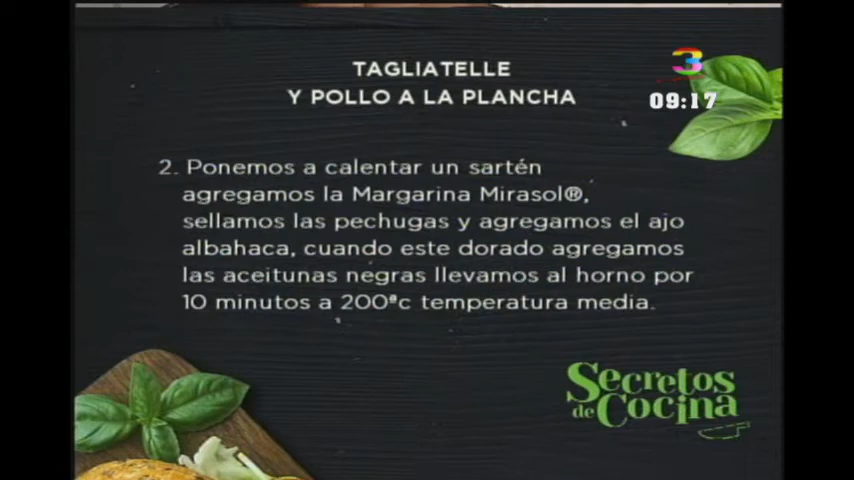 TAGLIATELLE
Y POLLO A LA PLANCHA
3
09:17
2. Ponemos a calentar un sartén
agregamos la Margarina Mirasol®,
sellamos las pechugas y agregamos el ajo
albahaca, cuando este dorado agregamos
las aceitunas negras llevamos al horno por
10 minutos a 200ªc temperatura media.
Secretos
de Cocina